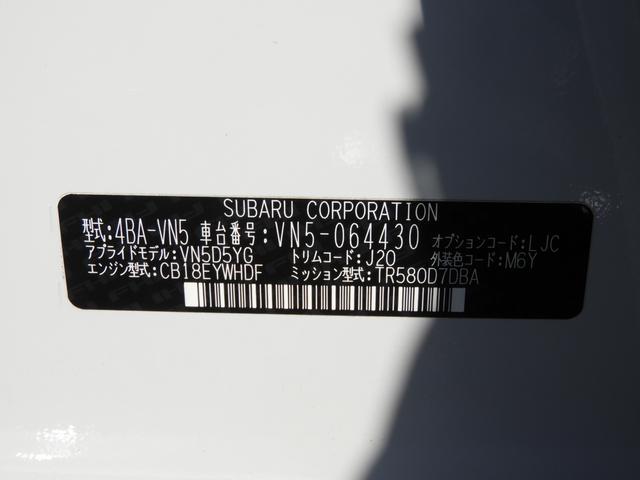 SUBARU CORPORATION
型式:4BA-VN5 車台番号:VN5-064430 オプションコード:LJC
アプライドモデル:VN5D5YG トリムコード:J20 外装色コード:M6Y
エンジン型式:CB18EYWHDF ミッション型式:TR580D7DBA